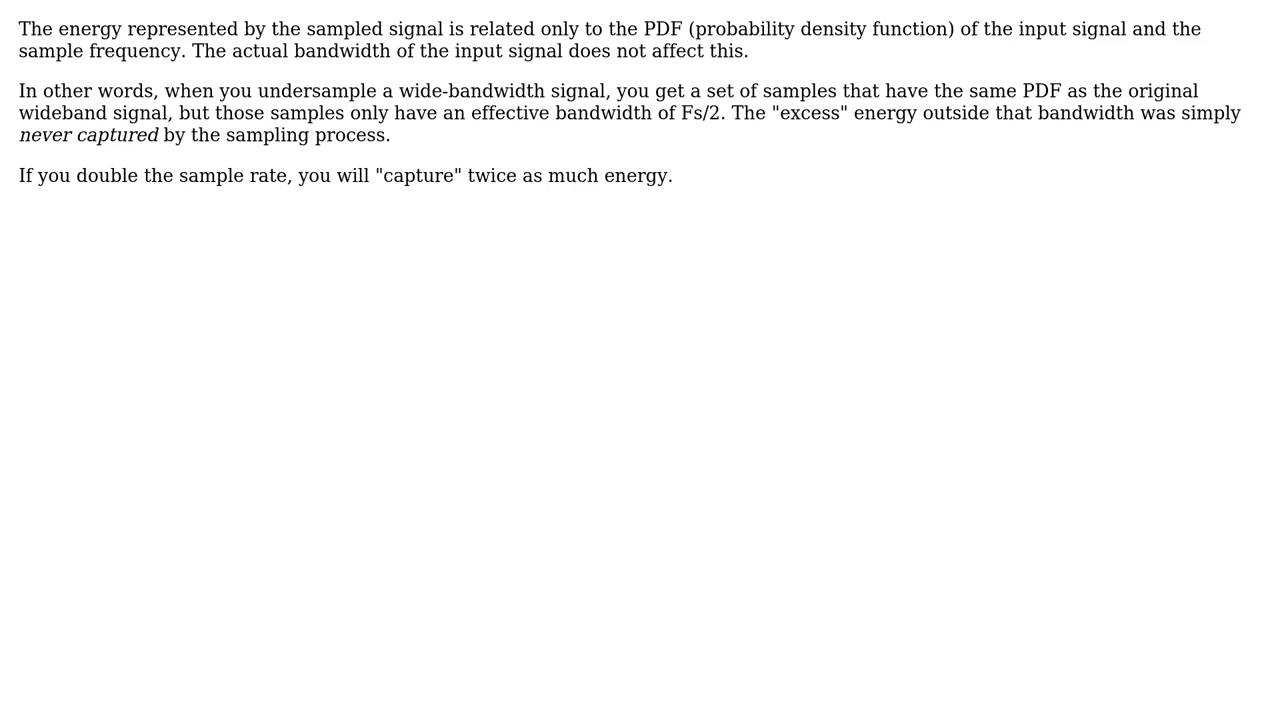 The energy represented by the sampled signal is related only to the PDF (probability density function) of the input signal and the
sample frequency. The actual bandwidth of the input signal does not affect this.
In other words, when you undersample a wide-bandwidth signal, you get a set of samples that have the same PDF as the original
wideband signal, but those samples only have an effective bandwidth of Fs/2. The "excess" energy outside that bandwidth was simply
never captured by the sampling process.
If you double the sample rate, you will "capture" twice as much energy.